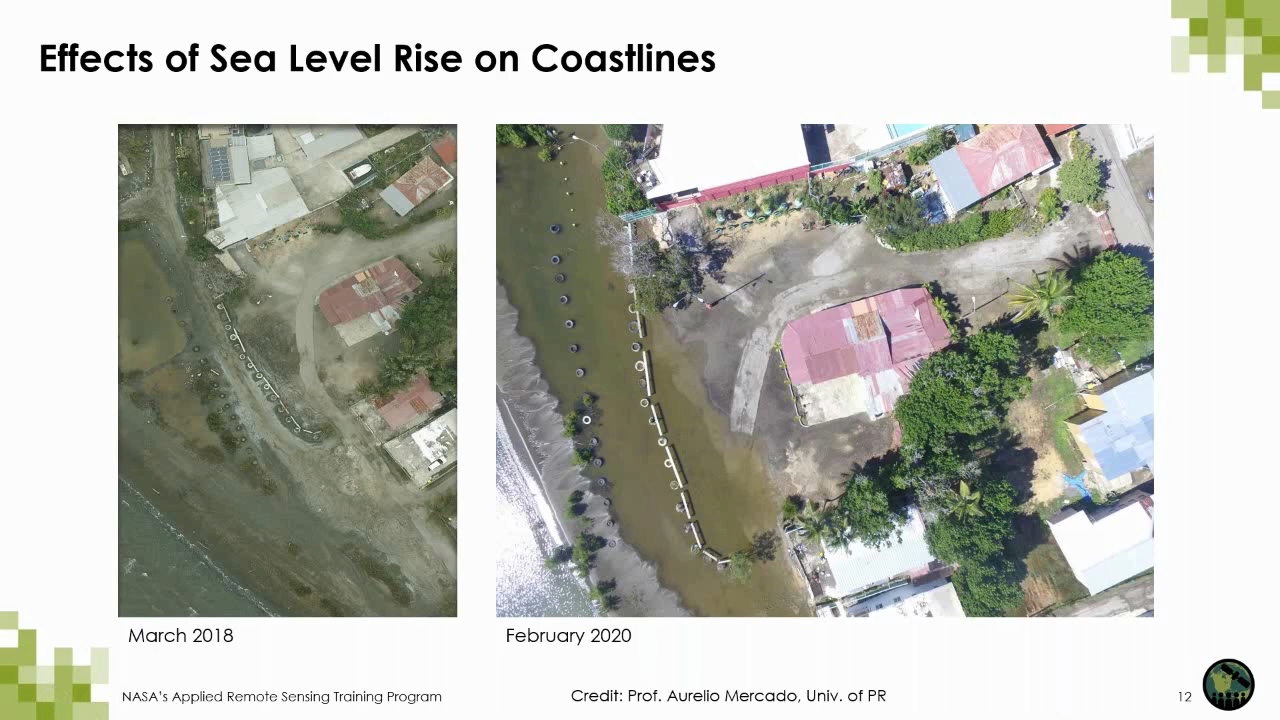 Effects of Sea Level Rise on Coastlines
March 2018
February 2020
NASA's Applied Remote Sensing Training Program
Credit: Prof. Aurelio Mercado, Univ. of PR
12